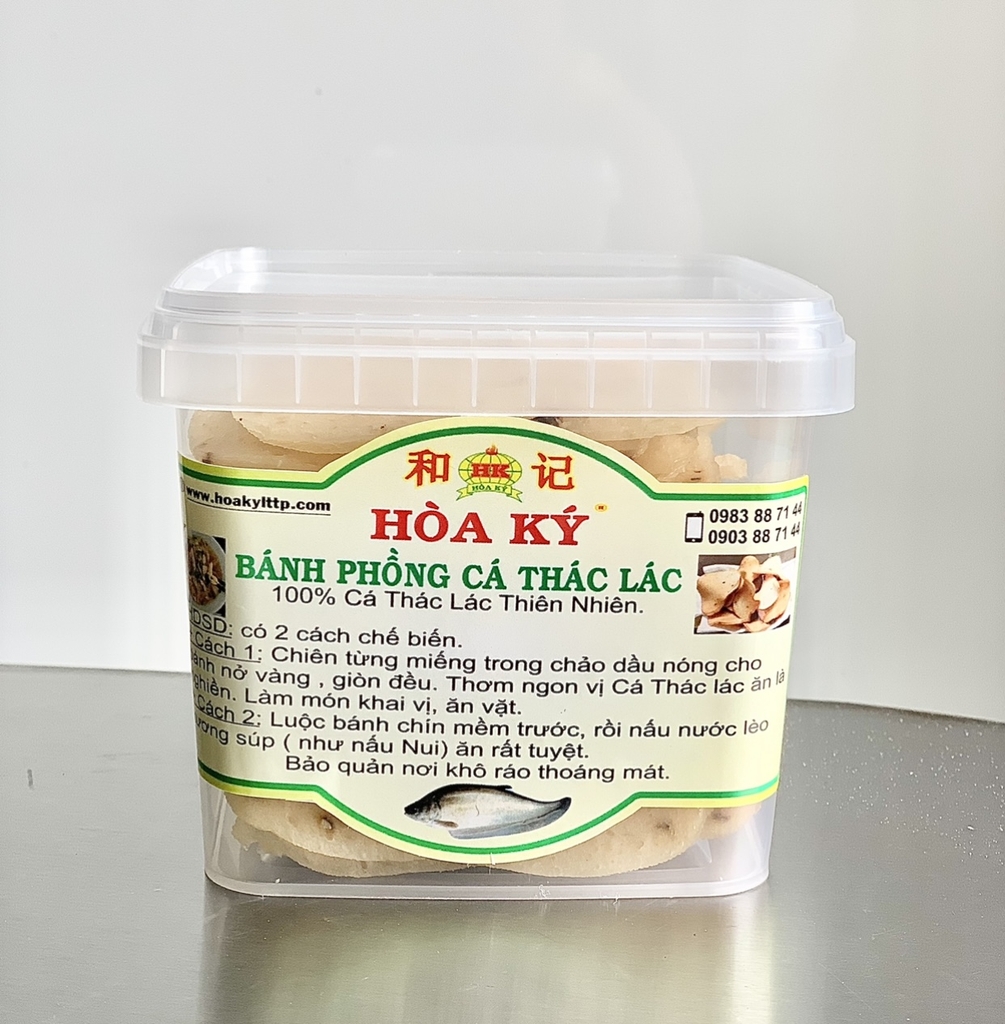 和 HK 记
HÒA KÝ
www.hoakylttp.com
HÒA KÝ
0983 88 71 44
0903 88 71 44
BÁNH PHỒNG CÁ THÁC LÁC
100% Cá Thác Lác Thiên Nhiên.
HDSD: có 2 cách chế biến.
Cách 1: Chiên từng miếng trong chảo dầu nóng cho
bánh nở vàng , giòn đều. Thơm ngon vị Cá Thác lác ăn là
ghiền. Làm món khai vị, ăn vặt.
Cách 2: Luộc bánh chín mềm trước, rồi nấu nước lèo
súp ( như nấu Nui) ăn rất tuyệt.
Bảo quản nơi khô ráo thoáng mát.